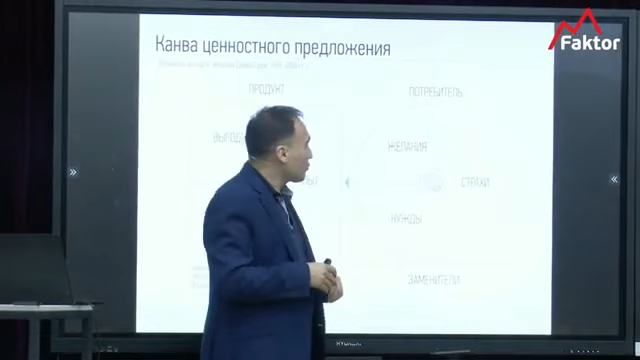 Faktor
Канва ценностного предложения
ПРОДУКТ
ПОТРЕБИТЕЛЬ
ЖЕЛАНИЯ
СТРАХИ
НУЖДЫ
ЗАМЕНИТЕЛИ